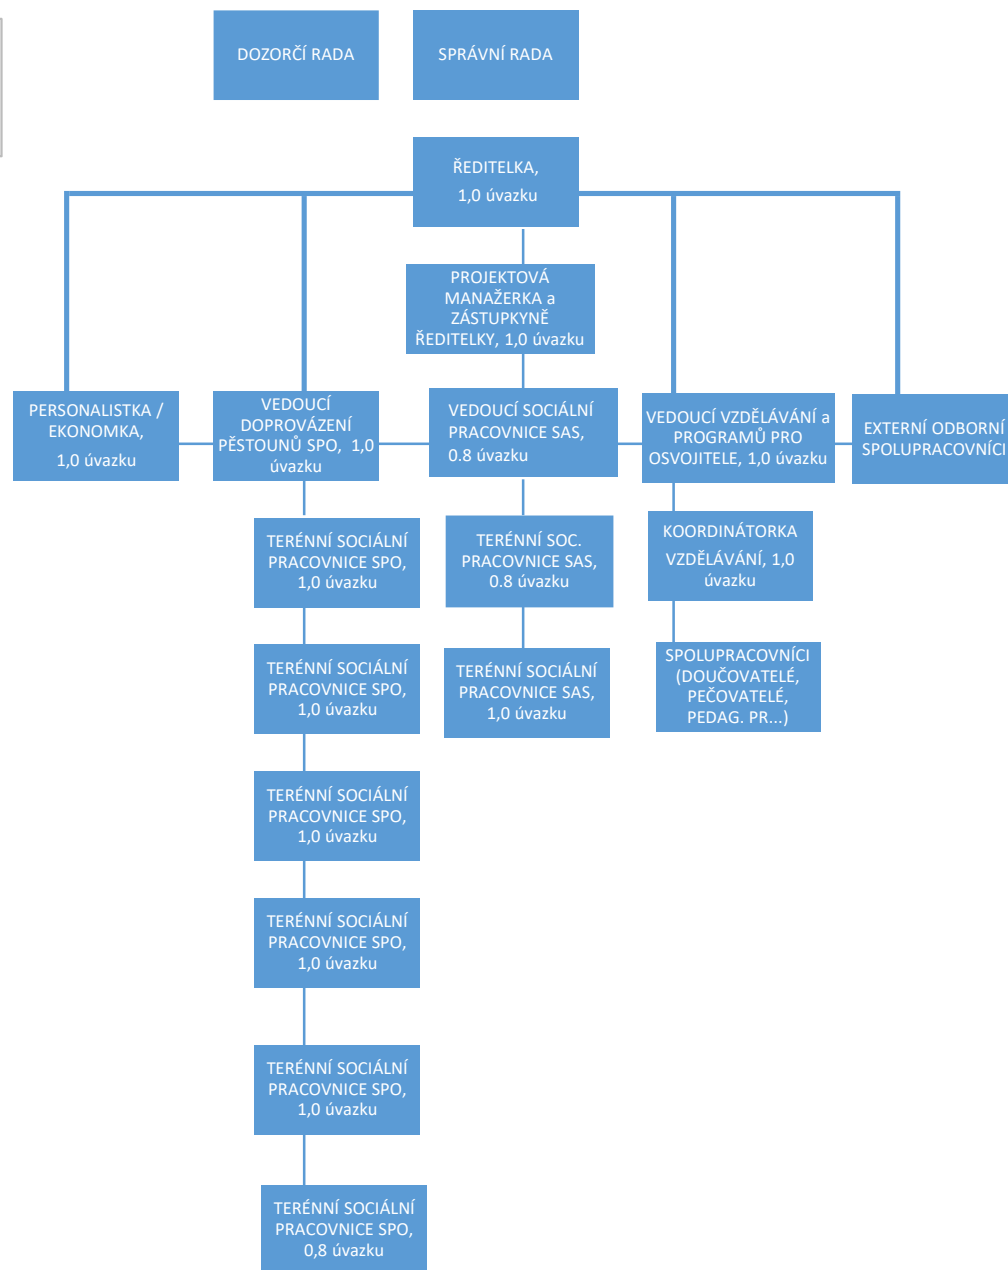 DOZORČÍ RADA
SPRÁVNÍ RADA
ŘEDITELKA,
1,0 úvazku
PROJEKTOVÁ
MANAŽERKA a
ZÁSTUPKYNĚ
ŘEDITELKY, 1,0 úvazku
PERSONALISTKA /
EKONOMKA,
1,0 úvazku
VEDOUCÍ
DOPROVÁZENÍ
PĚSTOUNŮ SPO, 1,0
úvazku
VEDOUCÍ SOCIÁLNÍ
PRACOVNICE SAS,
0.8 úvazku
VEDOUCÍ VZDĚLÁVÁNÍ a
PROGRAMŮ PRO
OSVOJITELE, 1,0 úvazku
EXTERNÍ ODBORNÍ
SPOLUPRACOVNÍCI
TERÉNNÍ SOCIÁLNÍ
PRACOVNICE SPO,
1,0 úvazku
TERÉNNÍ SOC.
PRACOVNICE SAS,
0.8 úvazku
KOORDINÁTORKA
VZDĚLÁVÁNÍ, 1,0
úvazku
TERÉNNÍ SOCIÁLNÍ
PRACOVNICE SPO,
1,0 úvazku
TERÉNNÍ SOCIÁLNÍ
PRACOVNICE SAS,
1,0 úvazku
SPOLUPRACOVNÍCI
(DOUČOVATELÉ,
PEČOVATELÉ,
PEDAG. PR...)
TERÉNNÍ SOCIÁLNÍ
PRACOVNICE SPO,
1,0 úvazku
TERÉNNÍ SOCIÁLNÍ
PRACOVNICE SPO,
1,0 úvazku
TERÉNNÍ SOCIÁLNÍ
PRACOVNICE SPO,
1,0 úvazku
TERÉNNÍ SOCIÁLNÍ
PRACOVNICE SPO,
0,8 úvazku